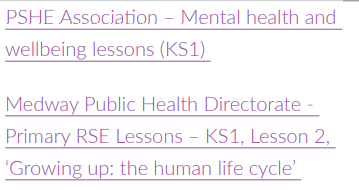 PSHE Association – Mental health and
wellbeing lessons (KS1)
Medway Public Health Directorate -
Primary RSE Lessons – KS1, Lesson 2,
‘Growing up: the human life cycle’